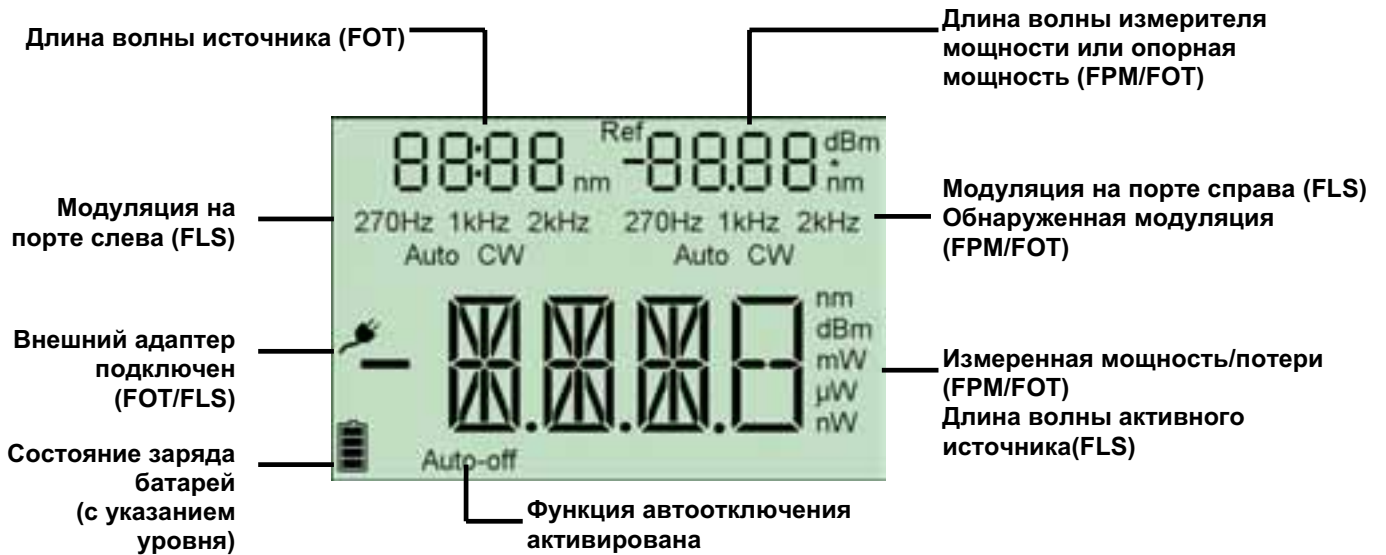 Длина волны источника (FOT)
Длина волны измерителя
мощности или опорная
мощность (FPM/FOT)
88:88 nm
Ref -88.88 dBm
nm
Модуляция на
порте слева (FLS)
270Hz 1kHz 2kHz
Auto CW
270Hz 1kHz 2kHz
Auto CW
Модуляция на порте справа (FLS)
Обнаруженная модуляция
(FPM/FOT)
Внешний адаптер
подключен
(FOT/FLS)
nm
dBm
mW
µW
nW
Измеренная мощность/потери
(FPM/FOT)
Длина волны активного
источника(FLS)
Состояние заряда
батарей
(с указанием
уровня)
Auto-off
Функция автоотключения
активирована